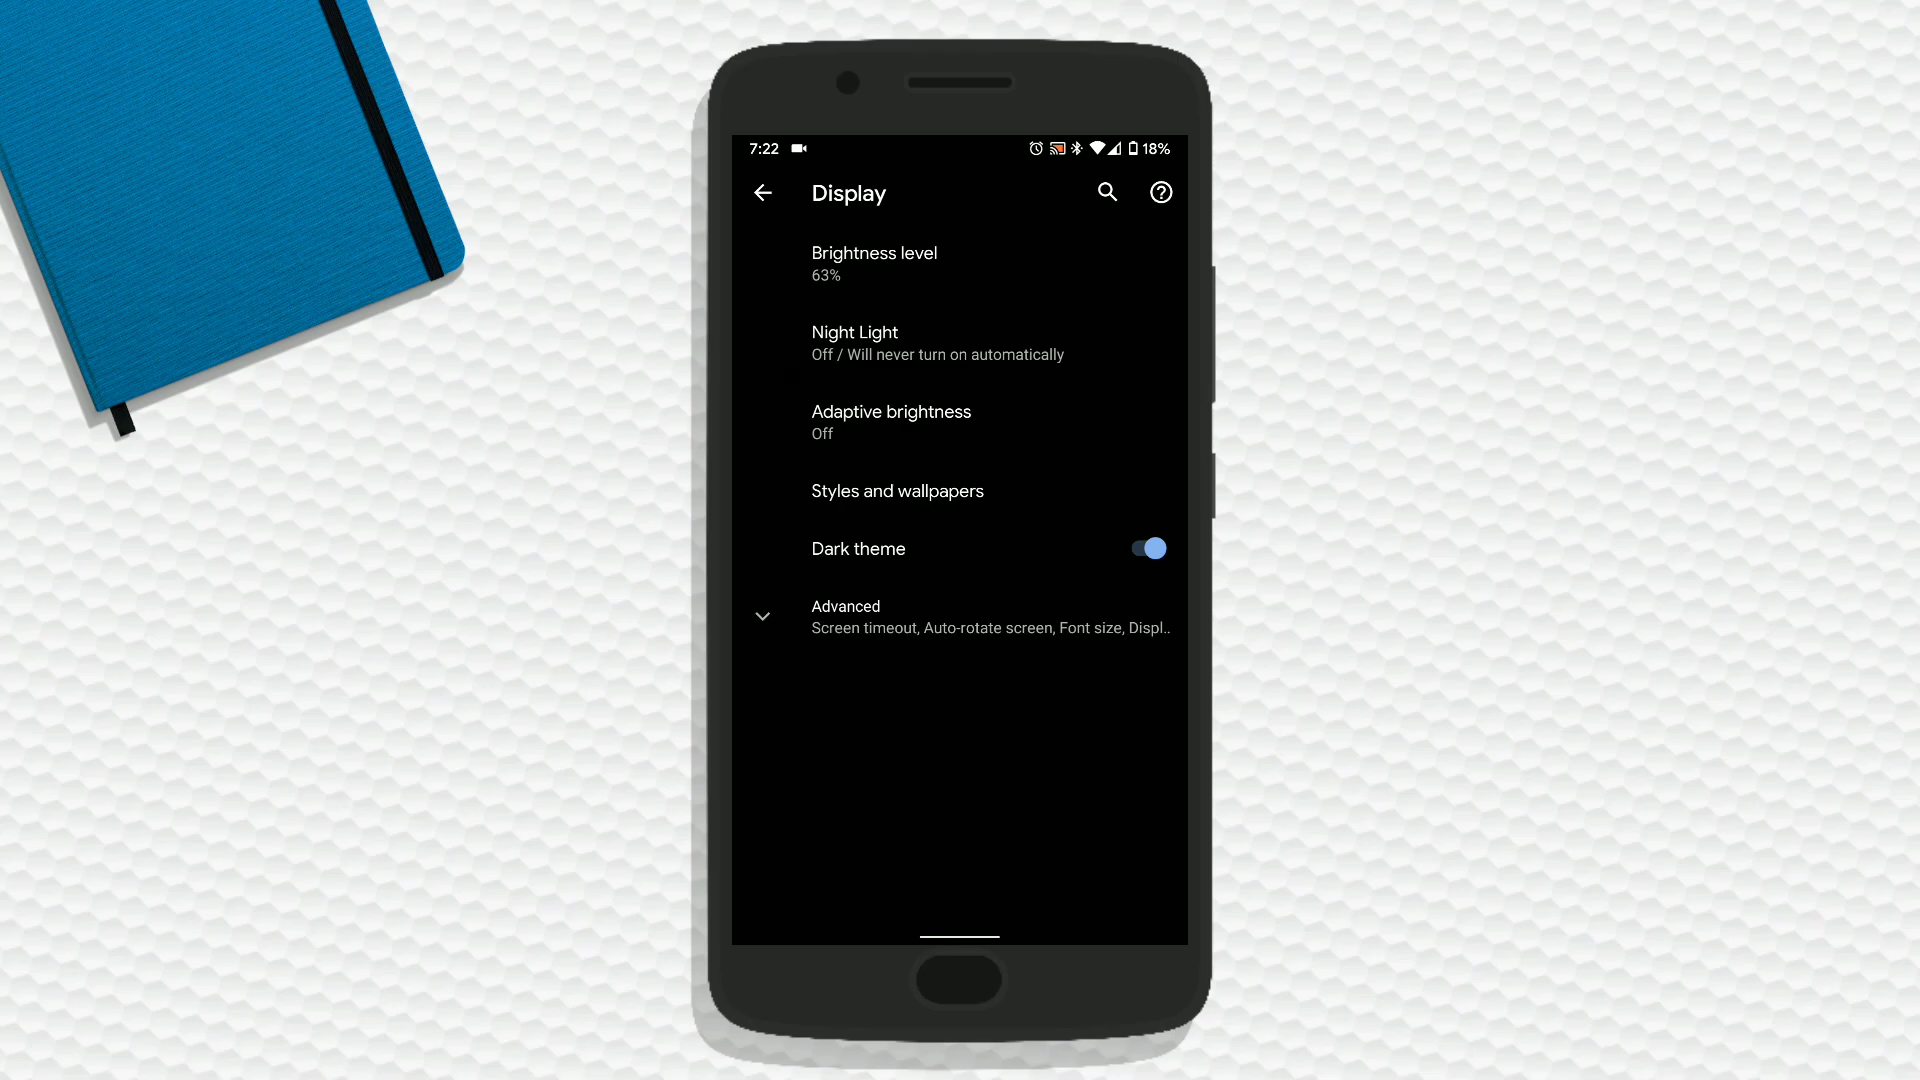 7:22 18%
Display
Brightness level
63%
Night Light
Off / Will never turn on automatically
Adaptive brightness
Off
Styles and wallpapers
Dark theme
Advanced
Screen timeout, Auto-rotate screen, Font size, Displ..